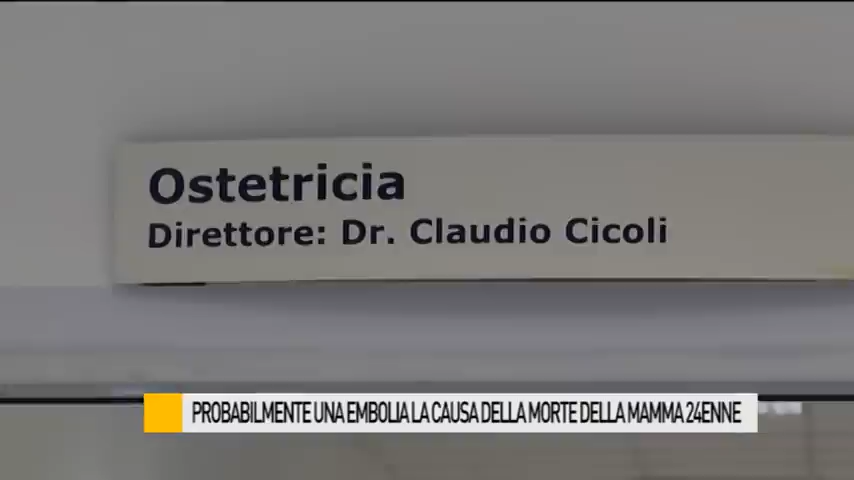 Ostetricia
Direttore: Dr. Claudio Cicoli
PROBABILMENTE UNA EMBOLIA LA CAUSA DELLA MORTE DELLA MAMMA 24ENNE